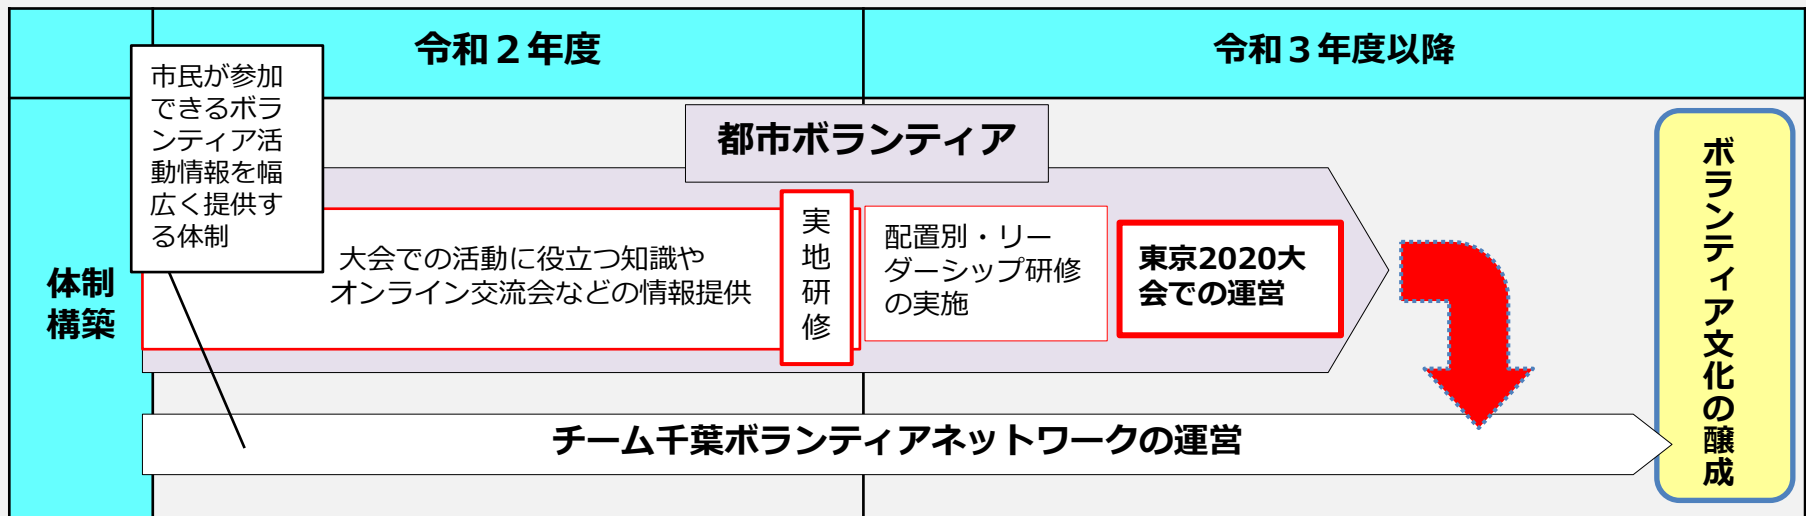 令和２年度
令和３年度以降
市民が参加
できるボラ
ンティア活
動情報を幅
広く提供す
る体制
体制
構築
都市ボランティア
大会での活動に役立つ知識や
オンライン交流会などの情報提供
実地研修
配置別・リー
ダーシップ研修
の実施
東京2020大
会での運営
チーム千葉ボランティアネットワークの運営
ボランティア文化の醸成